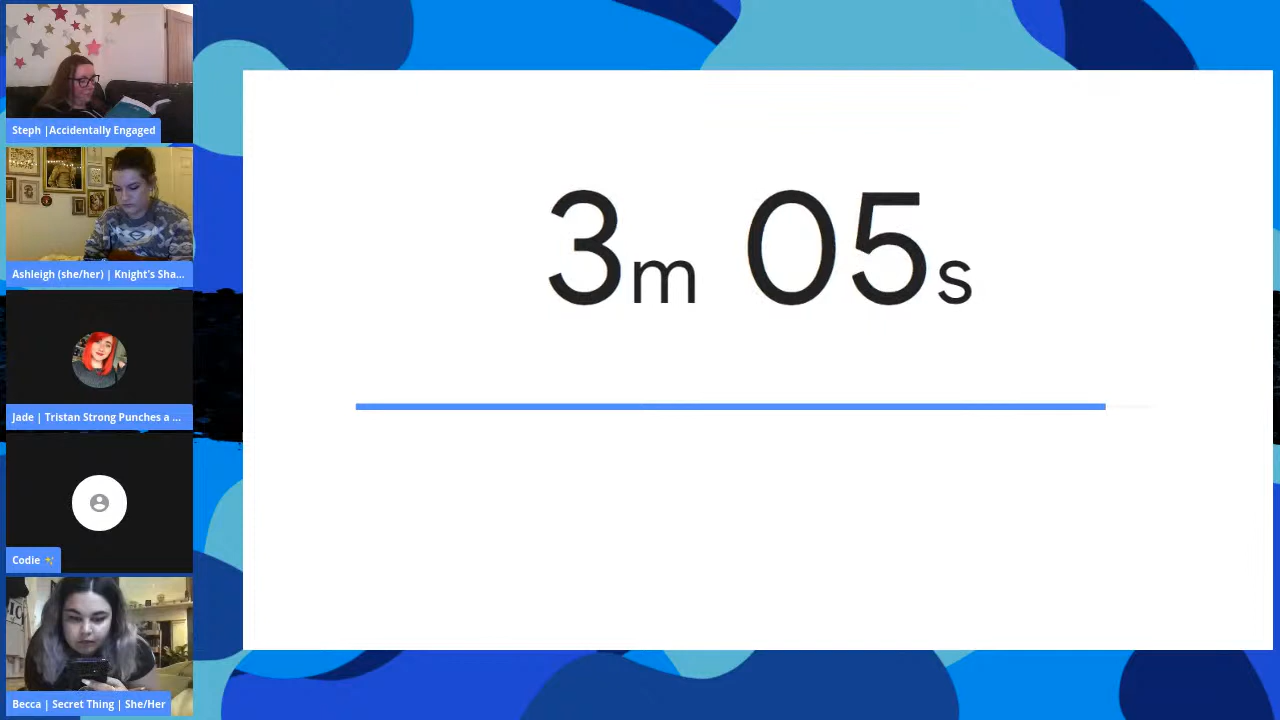 Steph |Accidentally Engaged
3m 05s
Ashleigh (she/her) | Knight's Sha...
Jade | Tristan Strong Punches a ...
Codie ✨
Becca | Secret Thing | She/Her